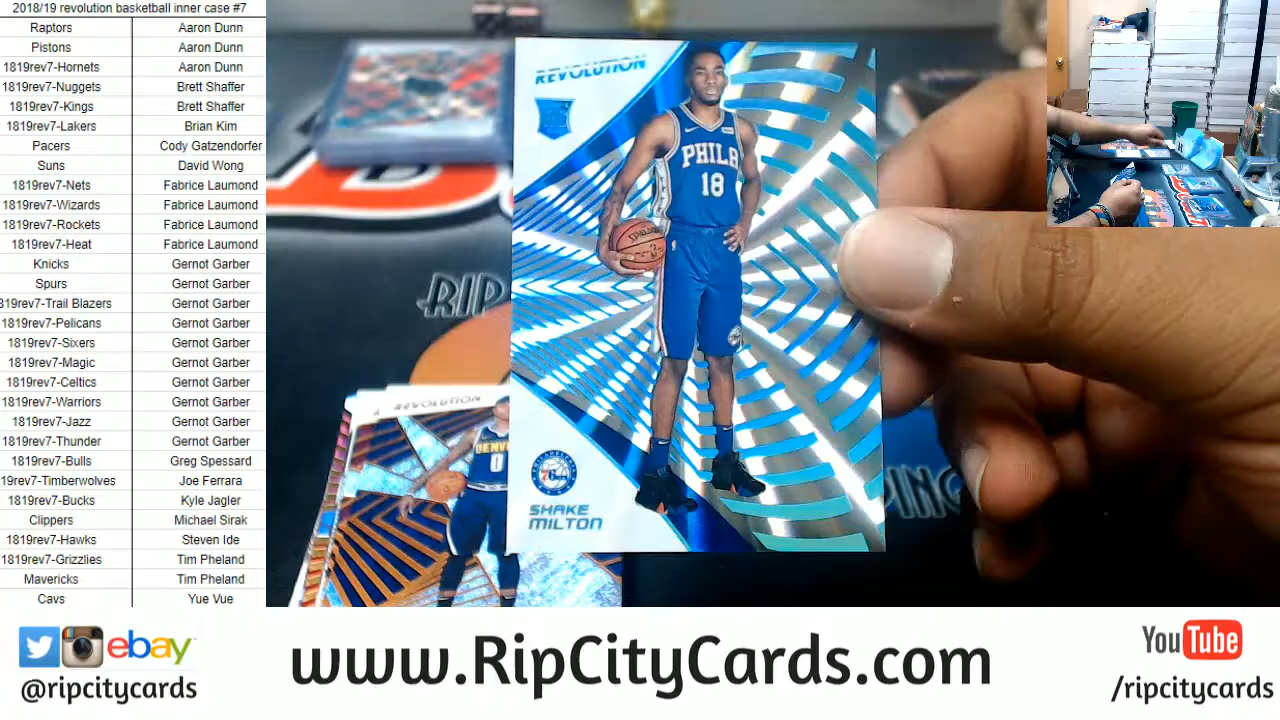 2018/19 revolution basketball inner case #7
Raptors Aaron Dunn
Pistons Aaron Dunn
1819rev7-Hornets Aaron Dunn
1819rev7-Nuggets Brett Shaffer
1819rev7-Kings Brett Shaffer
1819rev7-Lakers Brian Kim
Pacers Cody Gatzendorfer
Suns David Wong
1819rev7-Nets Fabrice Laumond
1819rev7-Wizards Fabrice Laumond
1819rev7-Rockets Fabrice Laumond
1819rev7-Heat Fabrice Laumond
Knicks Gernot Garber
Spurs Gernot Garber
819rev7-Trail Blazers Gernot Garber
1819rev7-Pelicans Gernot Garber
1819rev7-Sixers Gernot Garber
1819rev7-Magic Gernot Garber
1819rev7-Celtics Gernot Garber
1819rev7-Warriors Gernot Garber
1819rev7-Jazz Gernot Garber
1819rev7-Thunder Gernot Garber
1819rev7-Bulls Greg Spessard
19rev7-Timberwolves Joe Ferrara
1819rev7-Bucks Kyle Jagler
Clippers Michael Sirak
1819rev7-Hawks Steven Ide
1819rev7-Grizzlies Tim Pheland
Mavericks Tim Pheland
Cavs Yue Vue
REVOLUTION
PHILA
18
SPALDING
SHAKE
MILTON
RIP
REVOLUTION
DENV
0
PING
ebay
@ripcitycards
www.RipCityCards.com
YouTube
/ripcitycards